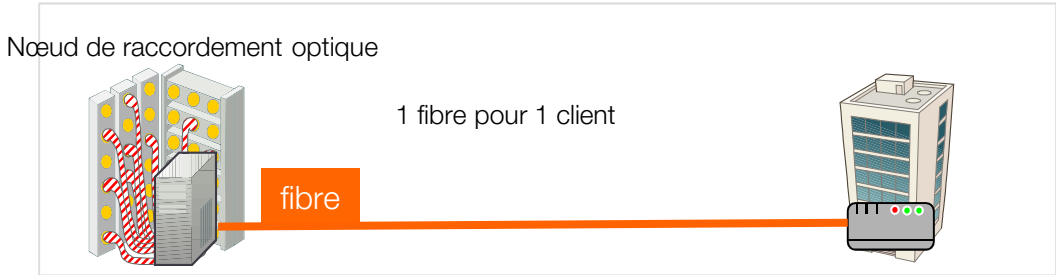 Nœud de raccordement optique
1 fibre pour 1 client
fibre